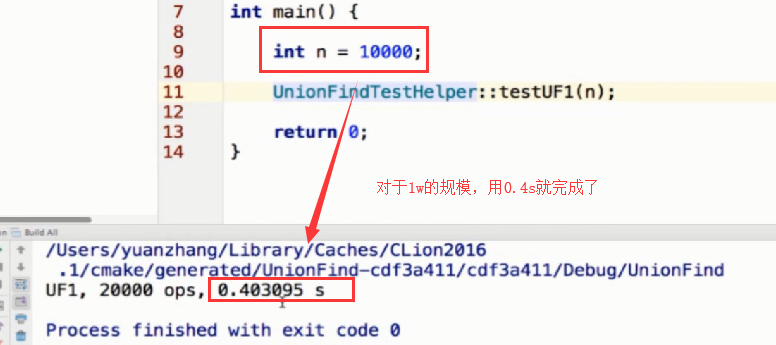 7 int main() {
8
9 int n = 10000;
10
11 UnionFindTestHelper::testUF1(n);
12
13 return 0;
14 }
对于1w的规模，用0.4s就完成了
Build All
/Users/yuanzhang/Library/Caches/CLion2016
.1/cmake/generated/UnionFind-cdf3a411/cdf3a411/Debug/UnionFind
UF1, 20000 ops, 0.403095 s
Process finished with exit code 0